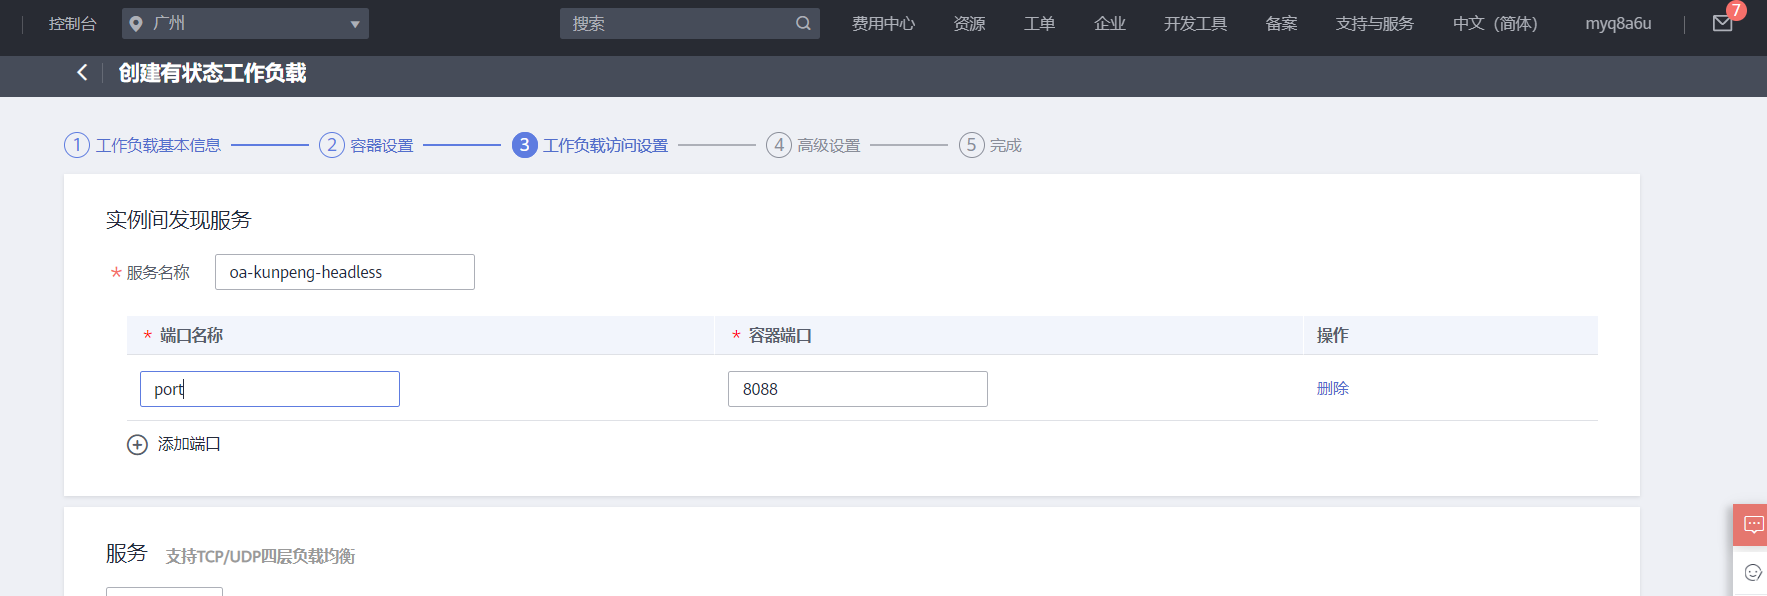 控制台 广州 搜索 费用中心 资源 工单 企业 开发工具 备案 支持与服务 中文（简体） myq8a6u 7
创建有状态工作负载
1 工作负载基本信息 2 容器设置 3 工作负载访问设置 4 高级设置 5 完成
实例间发现服务
* 服务名称 oa-kunpeng-headless
* 端口名称 * 容器端口 操作
port 8088 删除
添加端口
服务 支持TCP/UDP四层负载均衡